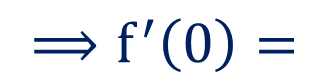 ⟹ f′(0) =